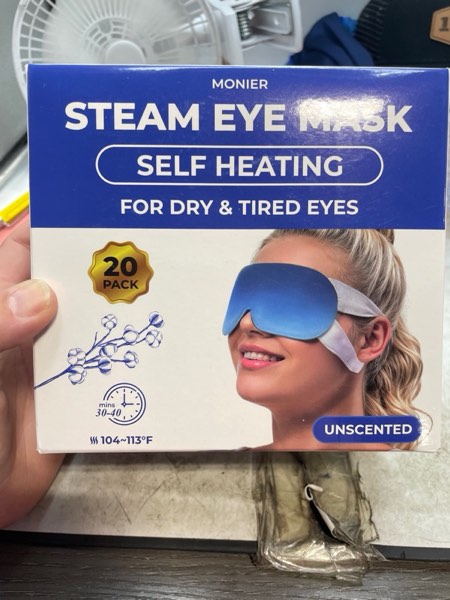 MONIER
STEAM EYE MASK
SELF HEATING
FOR DRY & TIRED EYES
20
PACK
mins
30-40
104~113°F
UNSCENTED